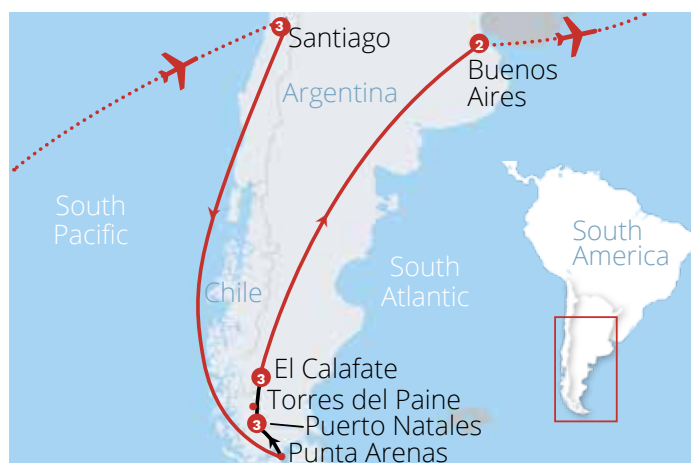 3
Santiago
2
Buenos
Aires
Argentina
South
Pacific
South
America
South
Atlantic
Chile
3
El Calafate
Torres del Paine
3
Puerto Natales
Punta Arenas